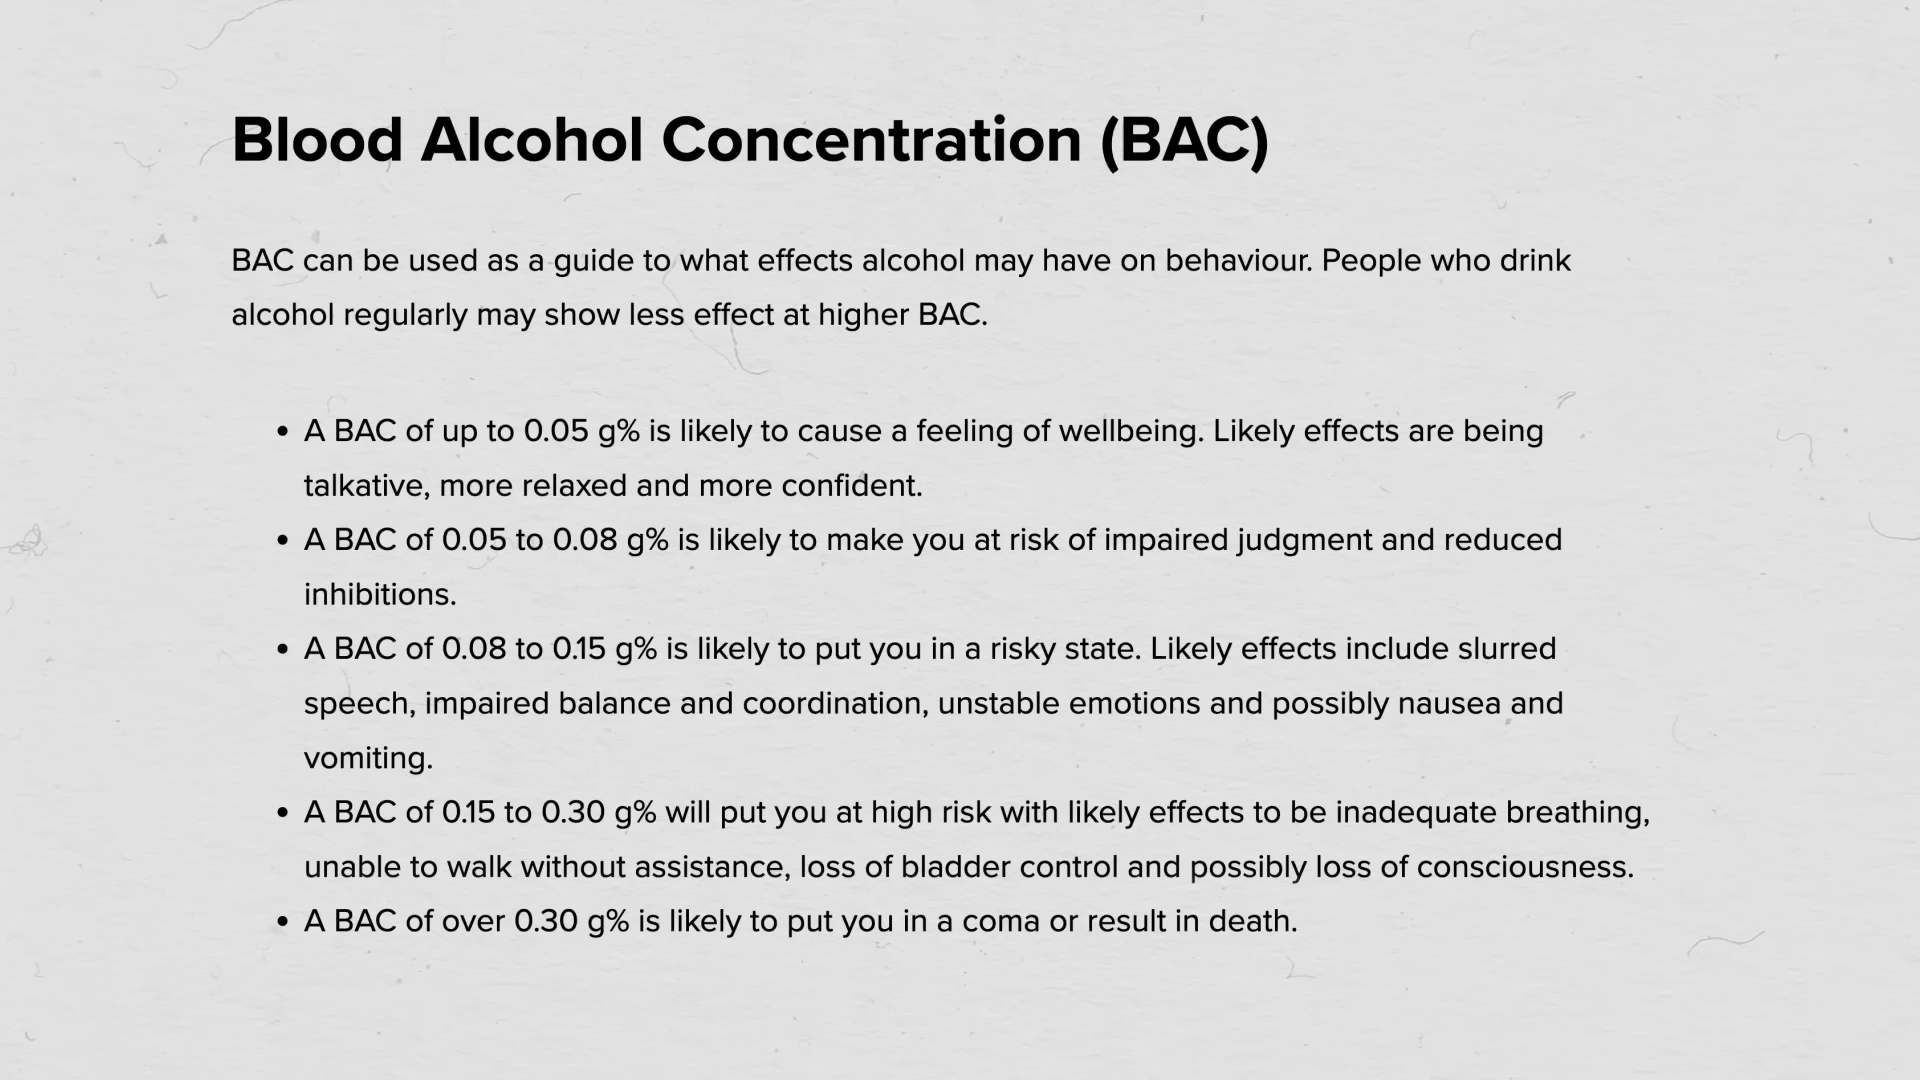 Blood Alcohol Concentration (BAC)
BAC can be used as a guide to what effects alcohol may have on behaviour. People who drink
alcohol regularly may show less effect at higher BAC.
• A BAC of up to 0.05 g% is likely to cause a feeling of wellbeing. Likely effects are being
talkative, more relaxed and more confident.
• A BAC of 0.05 to 0.08 g% is likely to make you at risk of impaired judgment and reduced
inhibitions.
• A BAC of 0.08 to 0.15 g% is likely to put you in a risky state. Likely effects include slurred
speech, impaired balance and coordination, unstable emotions and possibly nausea and
vomiting.
• A BAC of 0.15 to 0.30 g% will put you at high risk with likely effects to be inadequate breathing,
unable to walk without assistance, loss of bladder control and possibly loss of consciousness.
• A BAC of over 0.30 g% is likely to put you in a coma or result in death.